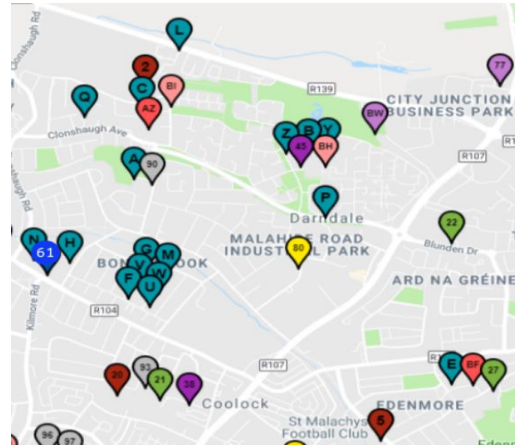 Clonshaugh Rd
L
2
C
BI
Q
AZ
R139
77
CITY JUNCTION
BUSINESS PARK
BW
Clonshaugh Ave
Z
B
Y
45
BH
R107
A
90
P
Darndale
22
N
61
H
MALAHIDE ROAD
INDUSTRIAL PARK
80
Blunden Dr
G
M
V
W
F
U
ARD NA GRÉINE
Kilmore Rd
R104
R107
E
BF
27
20
93
21
38
Coolock
EDENMORE
St Malachys
Football Club
5
96
97